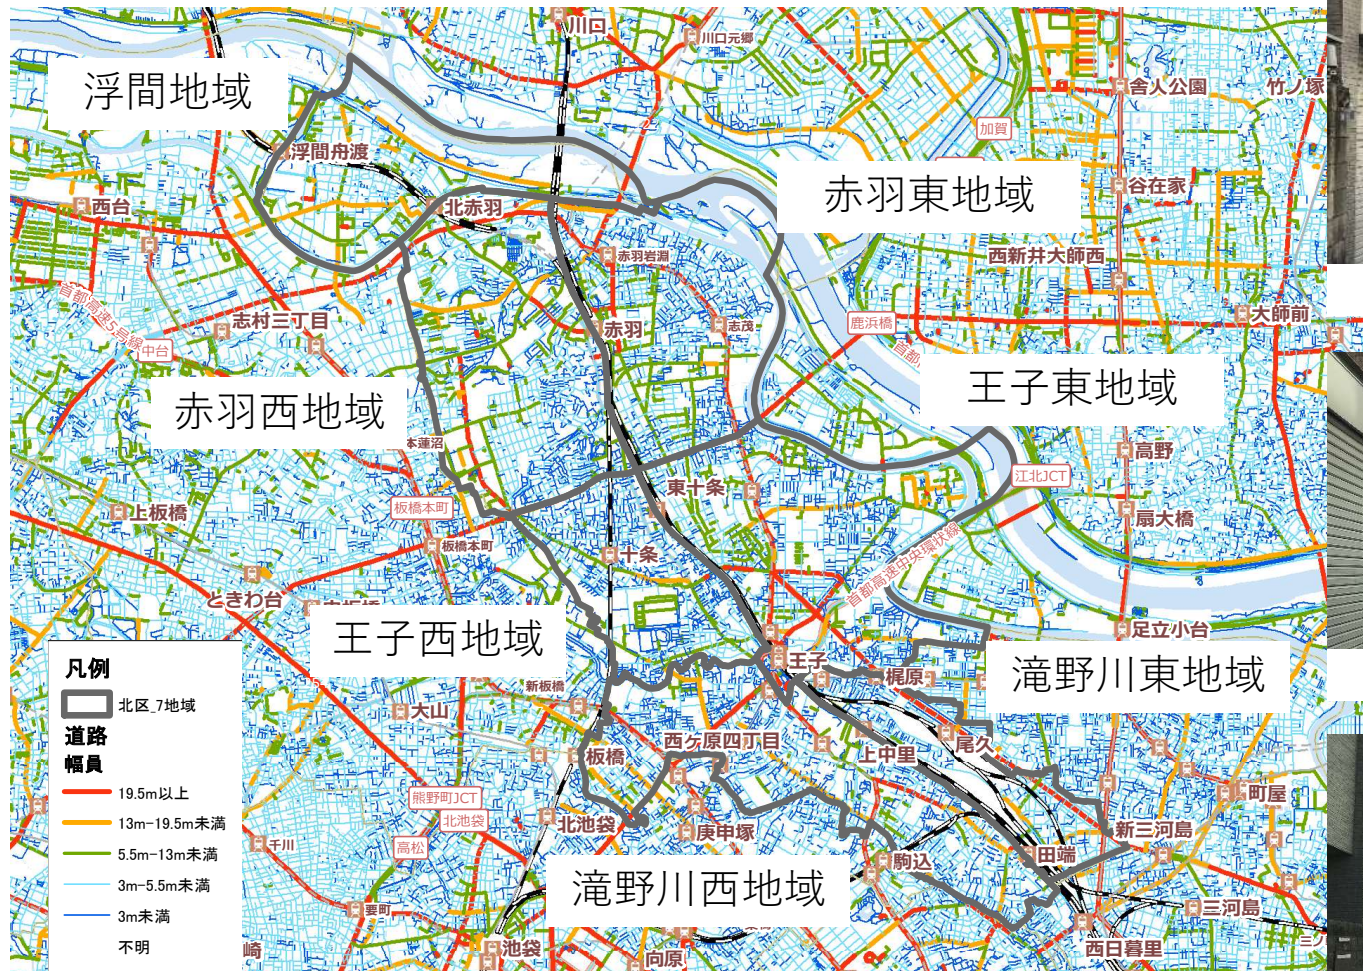 川口
川口元郷
舎人公園
竹ノ塚
浮間地域
加賀
浮間舟渡
谷在家
赤羽東地域
西台
北赤羽
赤羽岩淵
西新井大師西
首都高速5号線
中台
志村三丁目
赤羽
志茂
鹿浜橋
大師前
首都
王子東地域
赤羽西地域
本蓮沼
高野
江北JCT
東十条
上板橋
板橋本町
板橋本町
扇大橋
十条
首都高速中央環状線
ときわ台
足立小台
王子西地域
王子
梶原
滝野川東地域
凡例
北区_7地域
道路
幅員
19.5m以上
13m-19.5m未満
5.5m-13m未満
3m-5.5m未満
3m未満
不明
新板橋
大山
西ケ原四丁目
上中里
尾久
板橋
熊野町JCT
北池袋
北池袋
町屋
高松
千川
庚申塚
新三河島
田端
駒込
滝野川西地域
要町
三河島
池袋
向原
西日暮里
崎